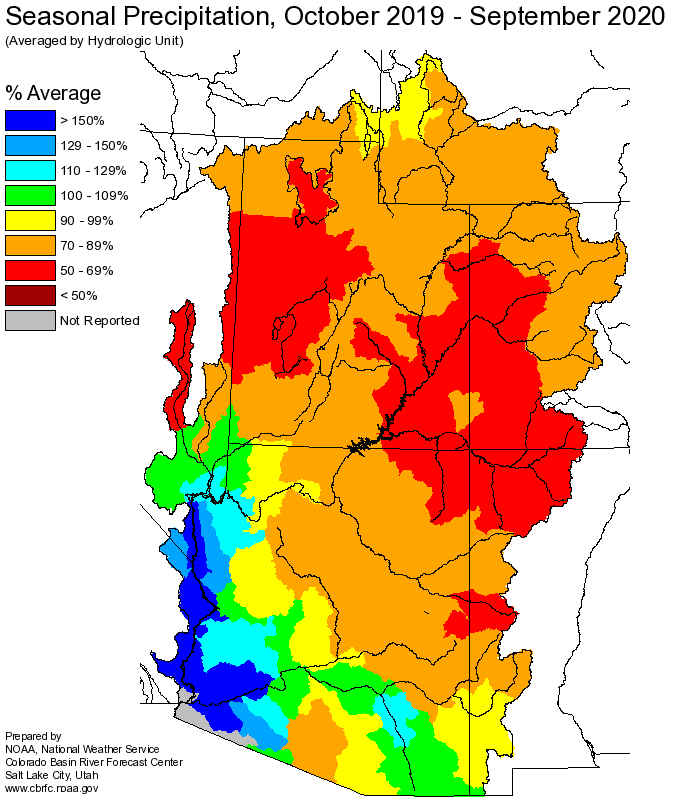 Seasonal Precipitation, October 2019 - September 2020
(Averaged by Hydrologic Unit)
% Average
> 150%
129 - 150%
110 - 129%
100 - 109%
90 - 99%
70 - 89%
50 - 69%
< 50%
Not Reported
Prepared by
NOAA, National Weather Service
Colorado Basin River Forecast Center
Salt Lake City, Utah
www.cbrfc.noaa.gov